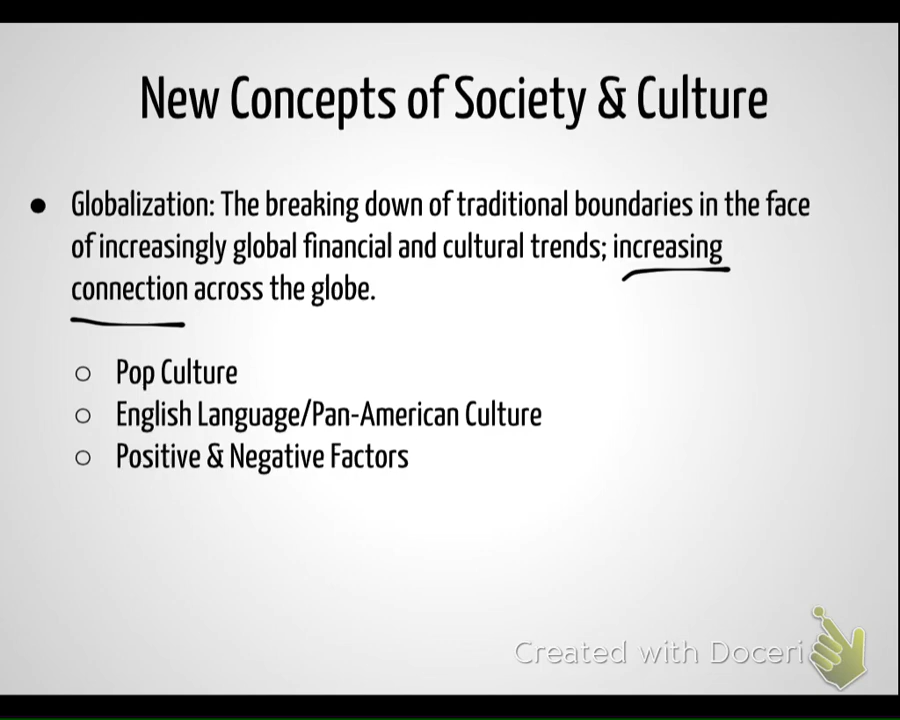 New Concepts of Society & Culture
● Globalization: The breaking down of traditional boundaries in the face
of increasingly global financial and cultural trends; increasing
connection across the globe.
○ Pop Culture
○ English Language/Pan-American Culture
○ Positive & Negative Factors
Created with Doceri